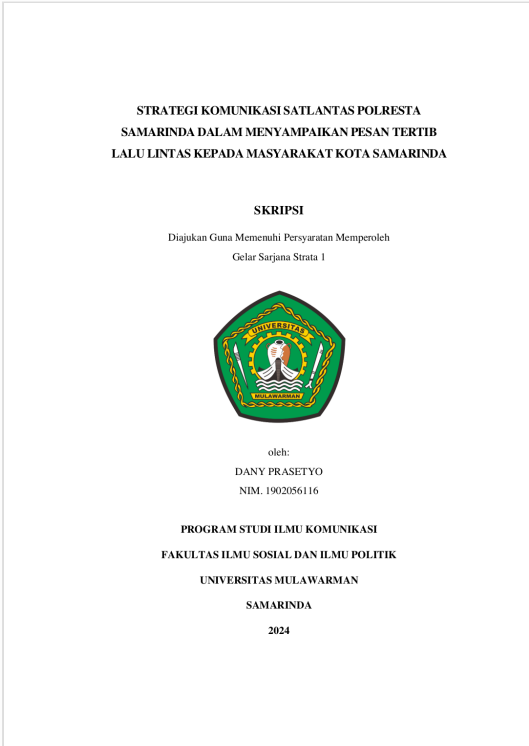 STRATEGI KOMUNIKASI SATLANTAS POLRESTA
SAMARINDA DALAM MENYAMPAIKAN PESAN TERTIB
LALU LINTAS KEPADA MASYARAKAT KOTA SAMARINDA
SKRIPSI
Diajukan Guna Memenuhi Persyaratan Memperoleh
Gelar Sarjana Strata 1
UNIVERSITAS
MULAWARMAN
oleh:
DANY PRASETYO
NIM. 1902056116
PROGRAM STUDI ILMU KOMUNIKASI
FAKULTAS ILMU SOSIAL DAN ILMU POLITIK
UNIVERSITAS MULAWARMAN
SAMARINDA
2024